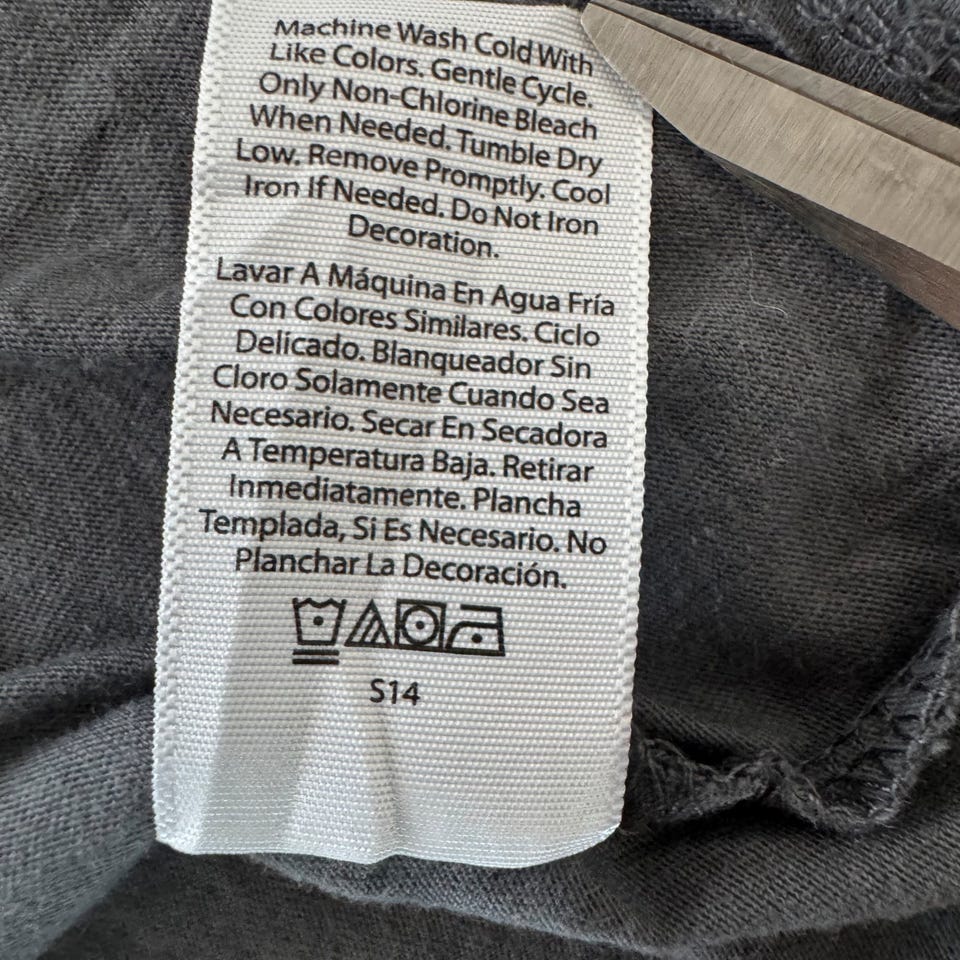 Machine Wash Cold With
Like Colors. Gentle Cycle.
Only Non-Chlorine Bleach
When Needed. Tumble Dry
Low. Remove Promptly. Cool
Iron If Needed. Do Not Iron
Decoration.
Lavar A Máquina En Agua Fría
Con Colores Similares. Ciclo
Delicado. Blanqueador Sin
Cloro Solamente Cuando Sea
Necesario. Secar En Secadora
A Temperatura Baja. Retirar
Inmediatamente. Plancha
Templada, Si Es Necesario. No
Planchar La Decoración.
S14